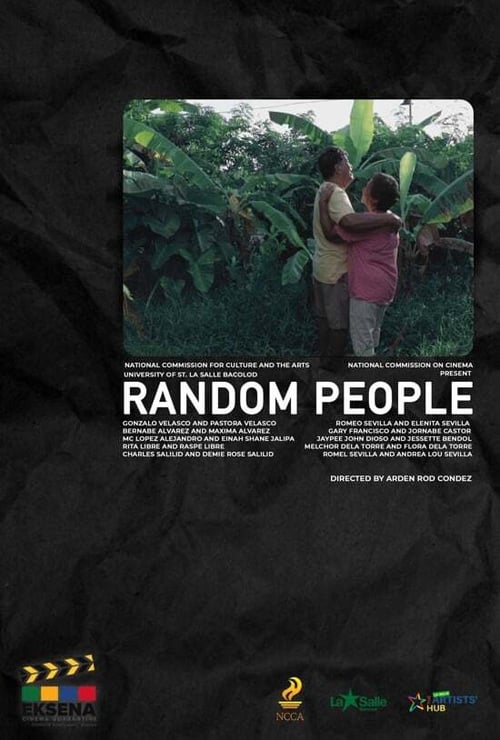 NATIONAL COMMISSION FOR CULTURE AND THE ARTS
NATIONAL COMMISSION ON CINEMA
UNIVERSITY OF ST. LA SALLE BACOLOD
PRESENT
RANDOM PEOPLE
GONZALO VELASCO AND PASTORA VELASCO
BERNABE ALVAREZ AND MAXIMA ALVAREZ
MC LOPEZ ALEJANDRO AND EINAH SHANE JALIPA
RITA LIBRE AND RASPE LIBRE
CHARLES SALILID AND DEMIE ROSE SALILID
ROMEO SEVILLA AND ELENITA SEVILLA
GARY FRANCISCO AND JORNABE CASTOR
JAYPEE JOHN DIOSO AND JESSETTE BENDOL
MELCHOR DELA TORRE AND FLORA DELA TORRE
ROMEL SEVILLA AND ANDREA LOU SEVILLA
DIRECTED BY ARDEN ROD CONDEZ
EKSENA
CINEMA QUARANTINE
NCCA
La Salle
ARTISTS'
HUB